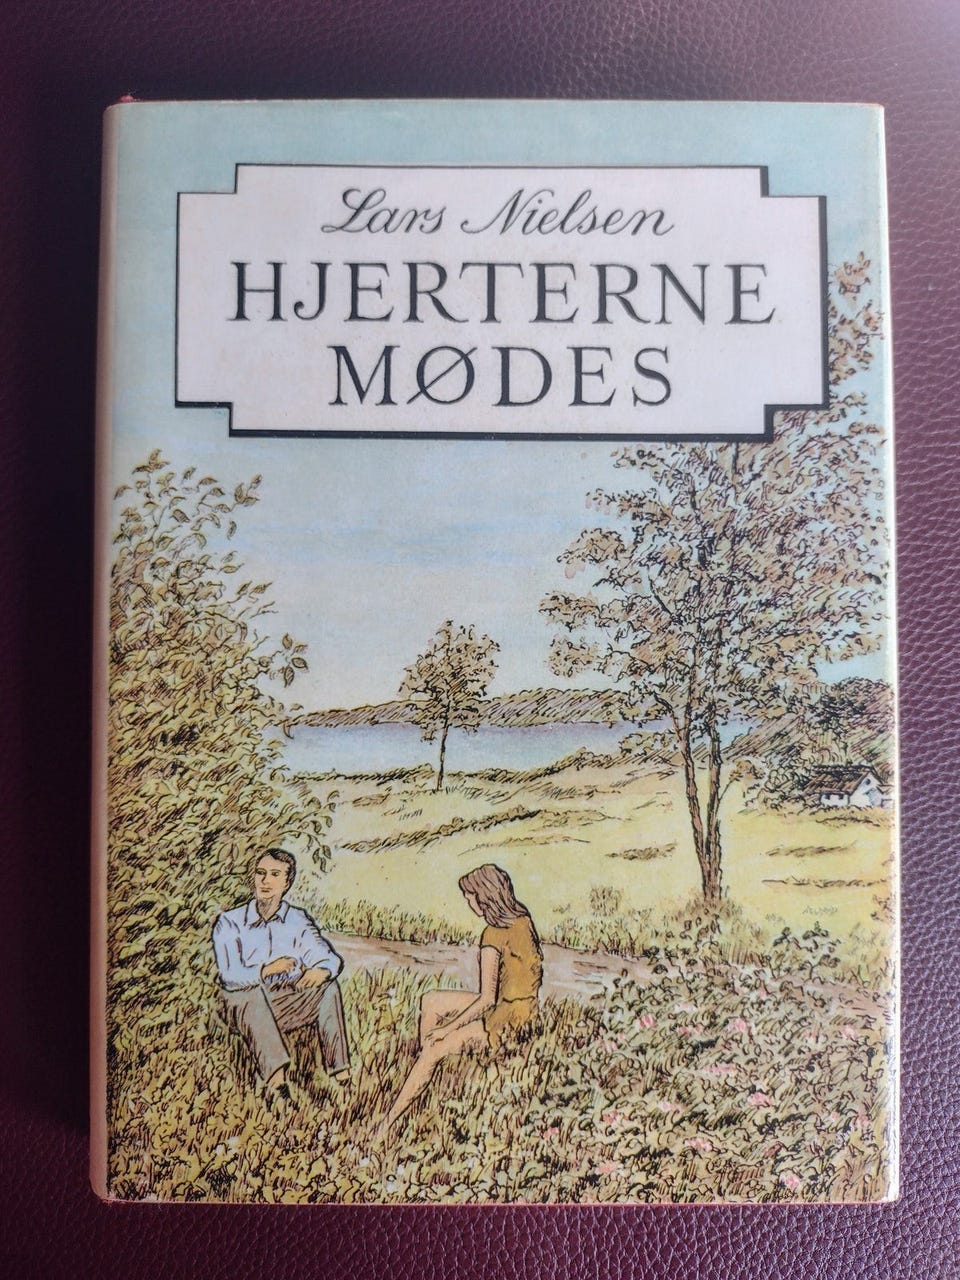 Lars Nielsen
HJERTERNE
MØDES